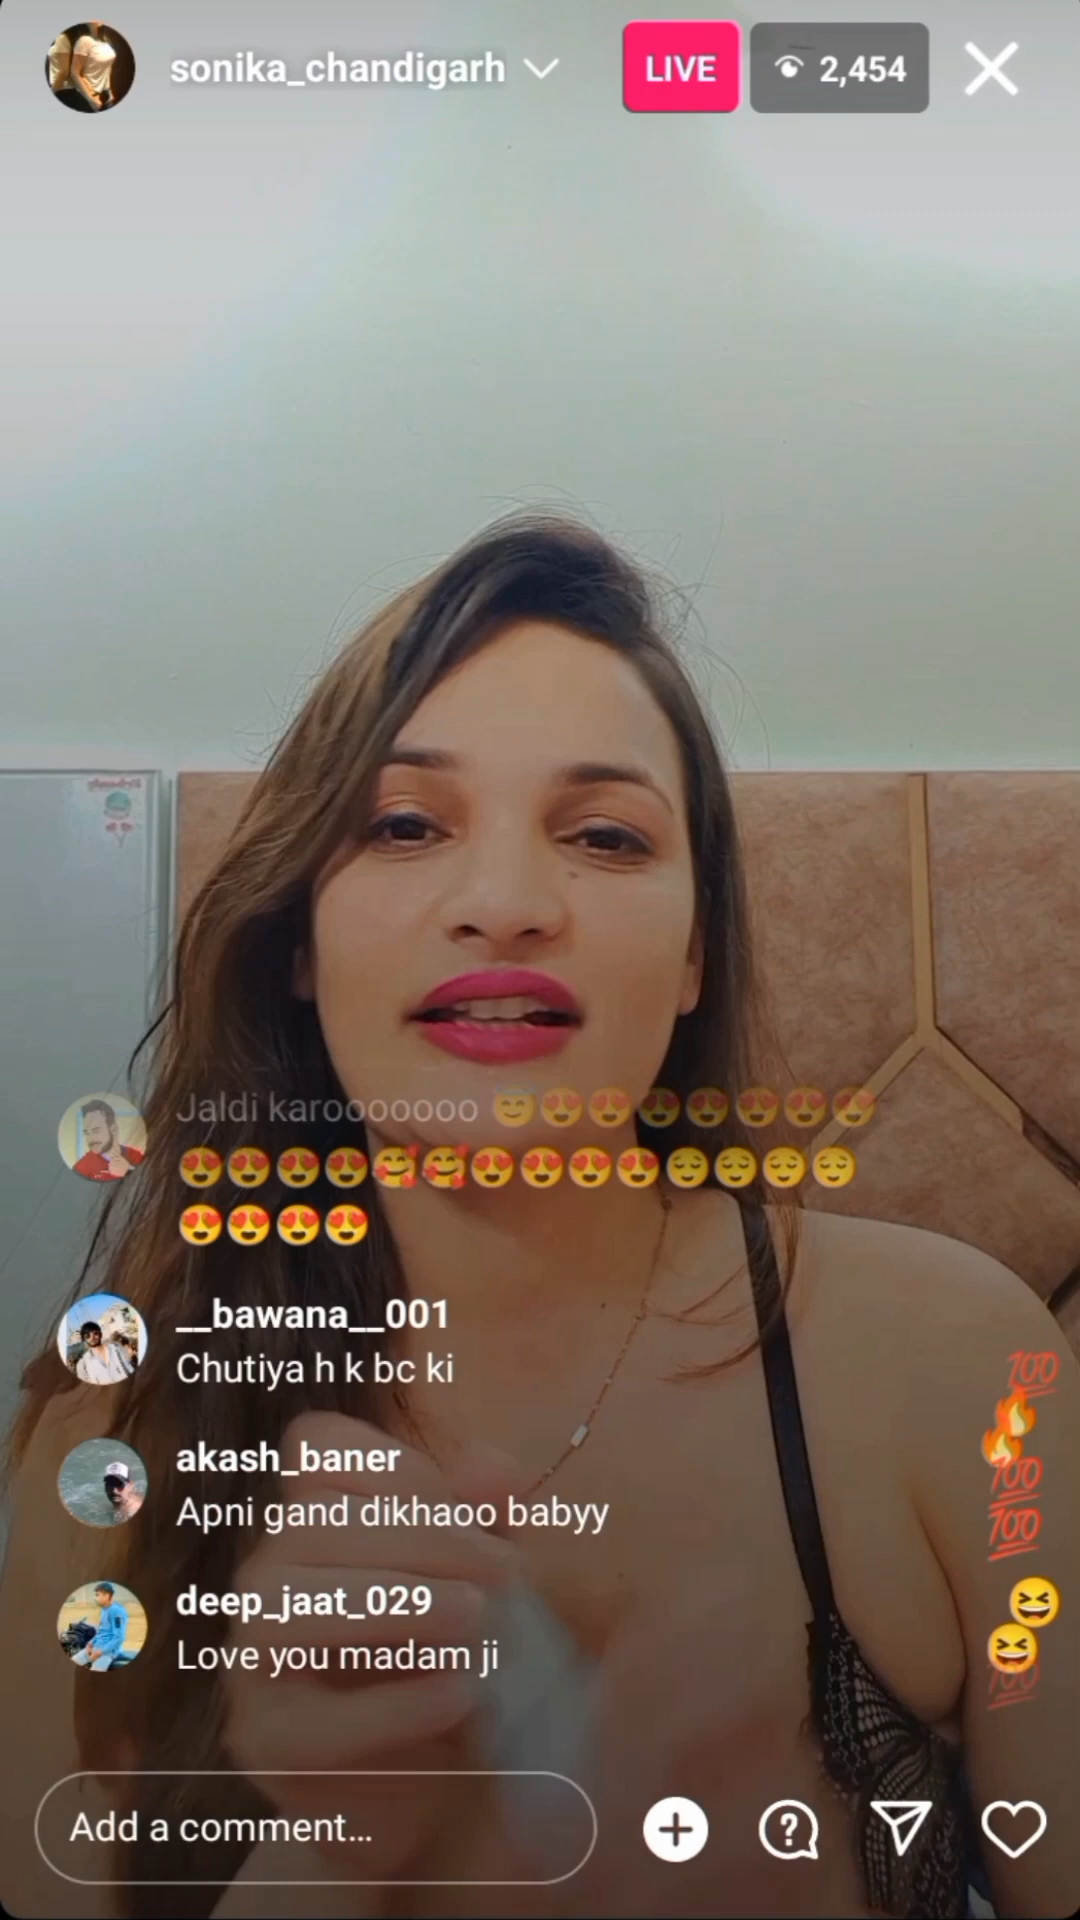 sonika_chandigarh LIVE 2,454
Jaldi karooooooo 😇😍😍😍😍😍😍😍
😍😍😍😍🥰🥰😍😍😍😍😌😌😌😌
😍😍😍😍
__bawana__001
Chutiya h k bc ki
akash_baner
Apni gand dikhaoo babyy
deep_jaat_029
Love you madam ji
💯
🔥
🔥
💯
💯
😆
😆
💯
Add a comment...